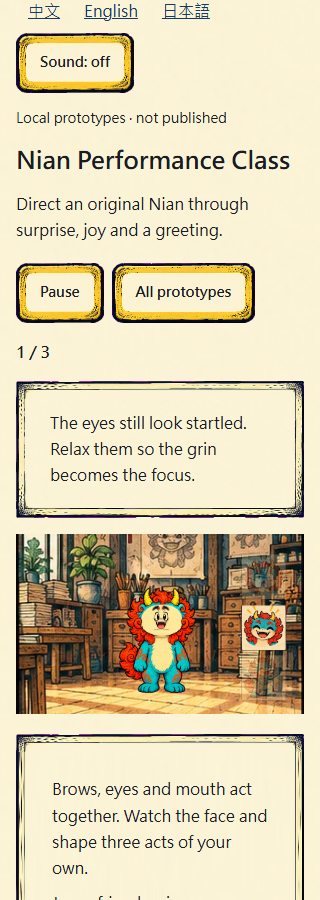 中文 English 日本語
Sound: off
Local prototypes · not published
Nian Performance Class
Direct an original Nian through
surprise, joy and a greeting.
Pause All prototypes
1 / 3
The eyes still look startled.
Relax them so the grin
becomes the focus.
Brows, eyes and mouth act
together. Watch the face and
shape three acts of your
own.